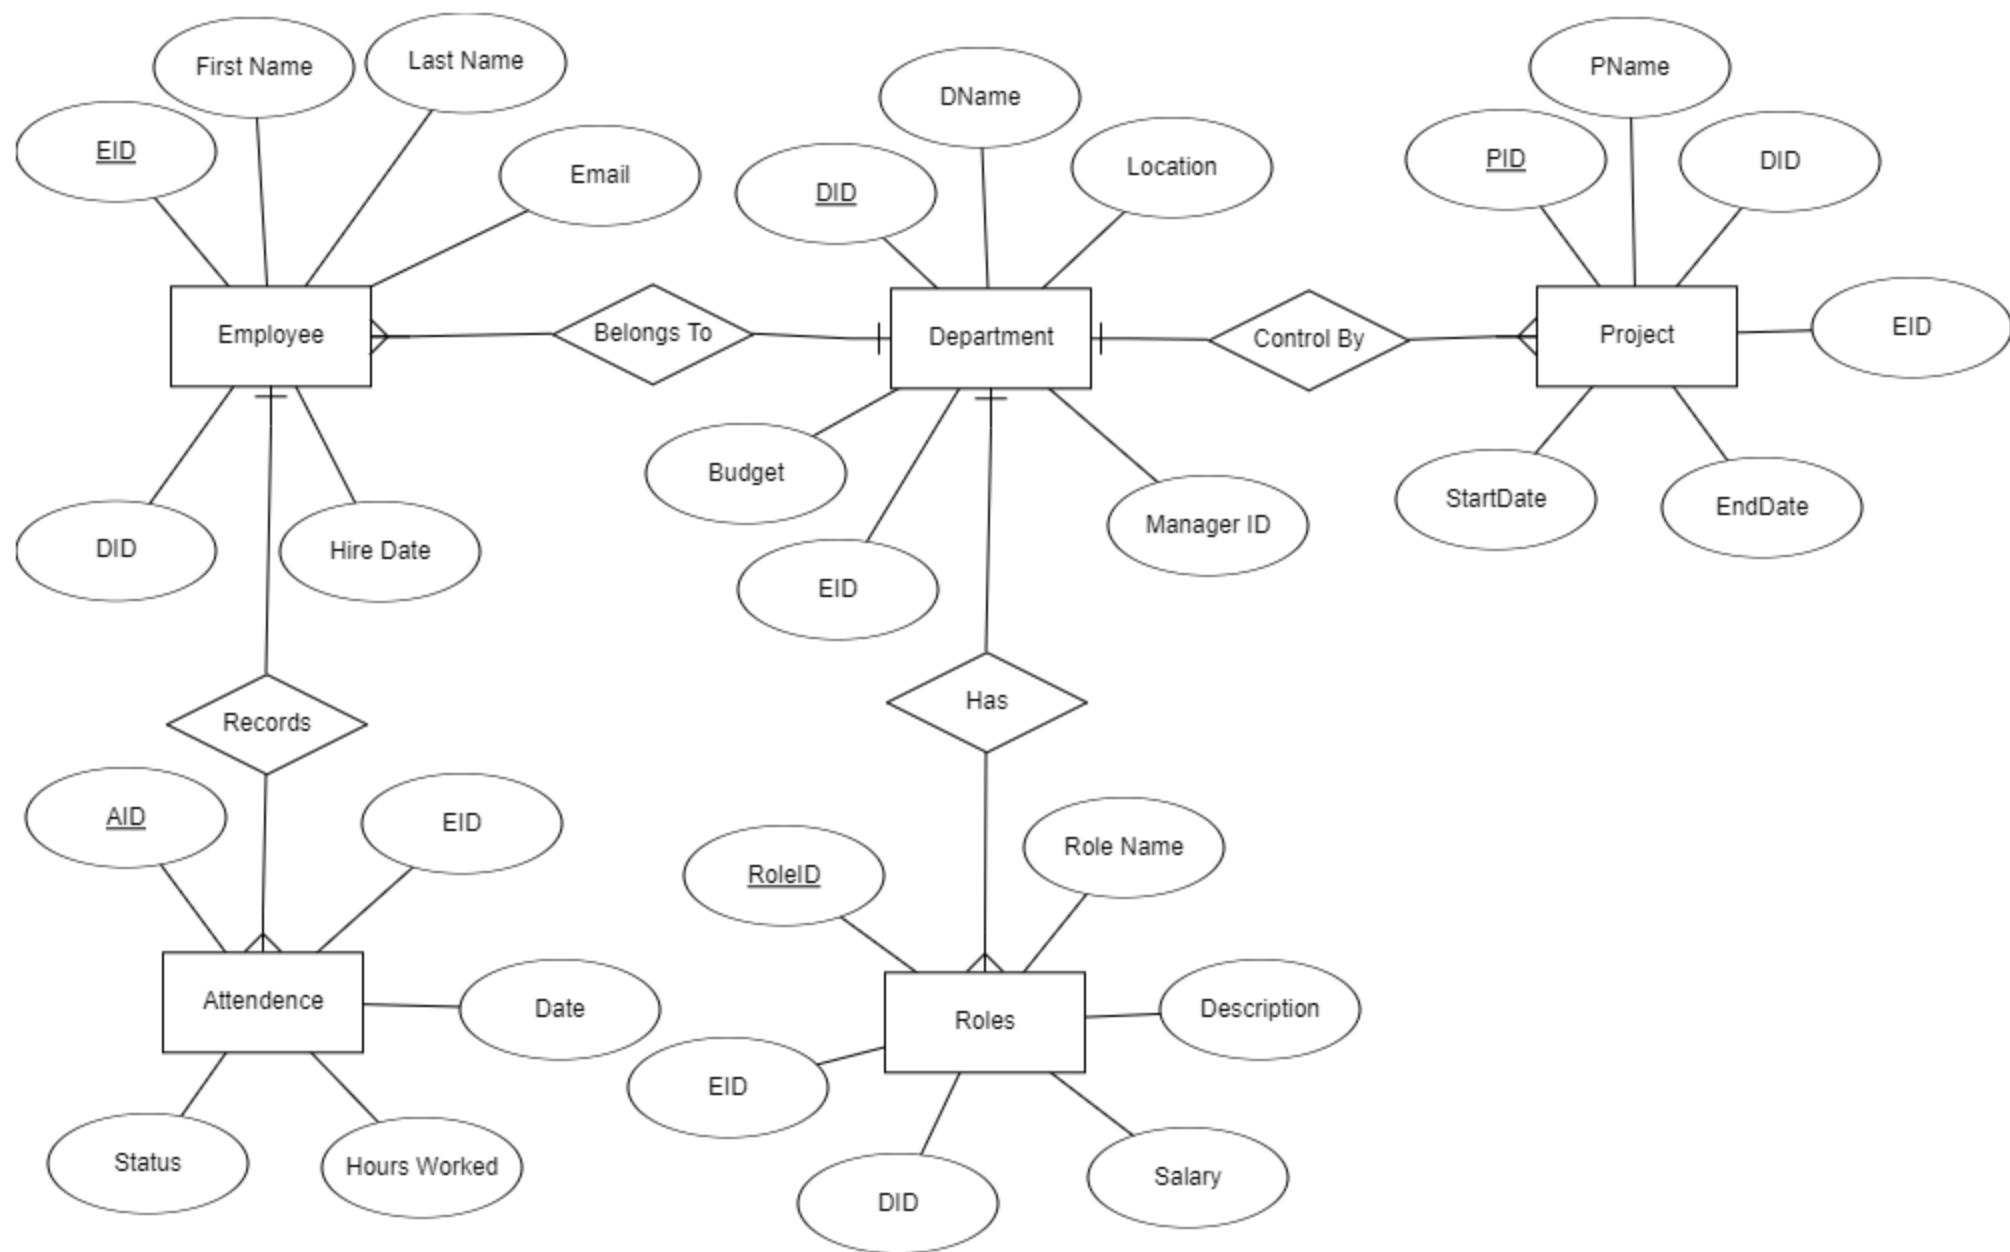 First Name
Last Name
PName
DName
EID
Email
Location
DID
PID
DID
Employee
Belongs To
Department
Control By
Project
EID
Budget
Manager ID
StartDate
EndDate
DID
Hire Date
EID
Records
Has
AID
EID
Role Name
RoleID
Attendence
Date
Roles
Description
EID
Status
Hours Worked
DID
Salary